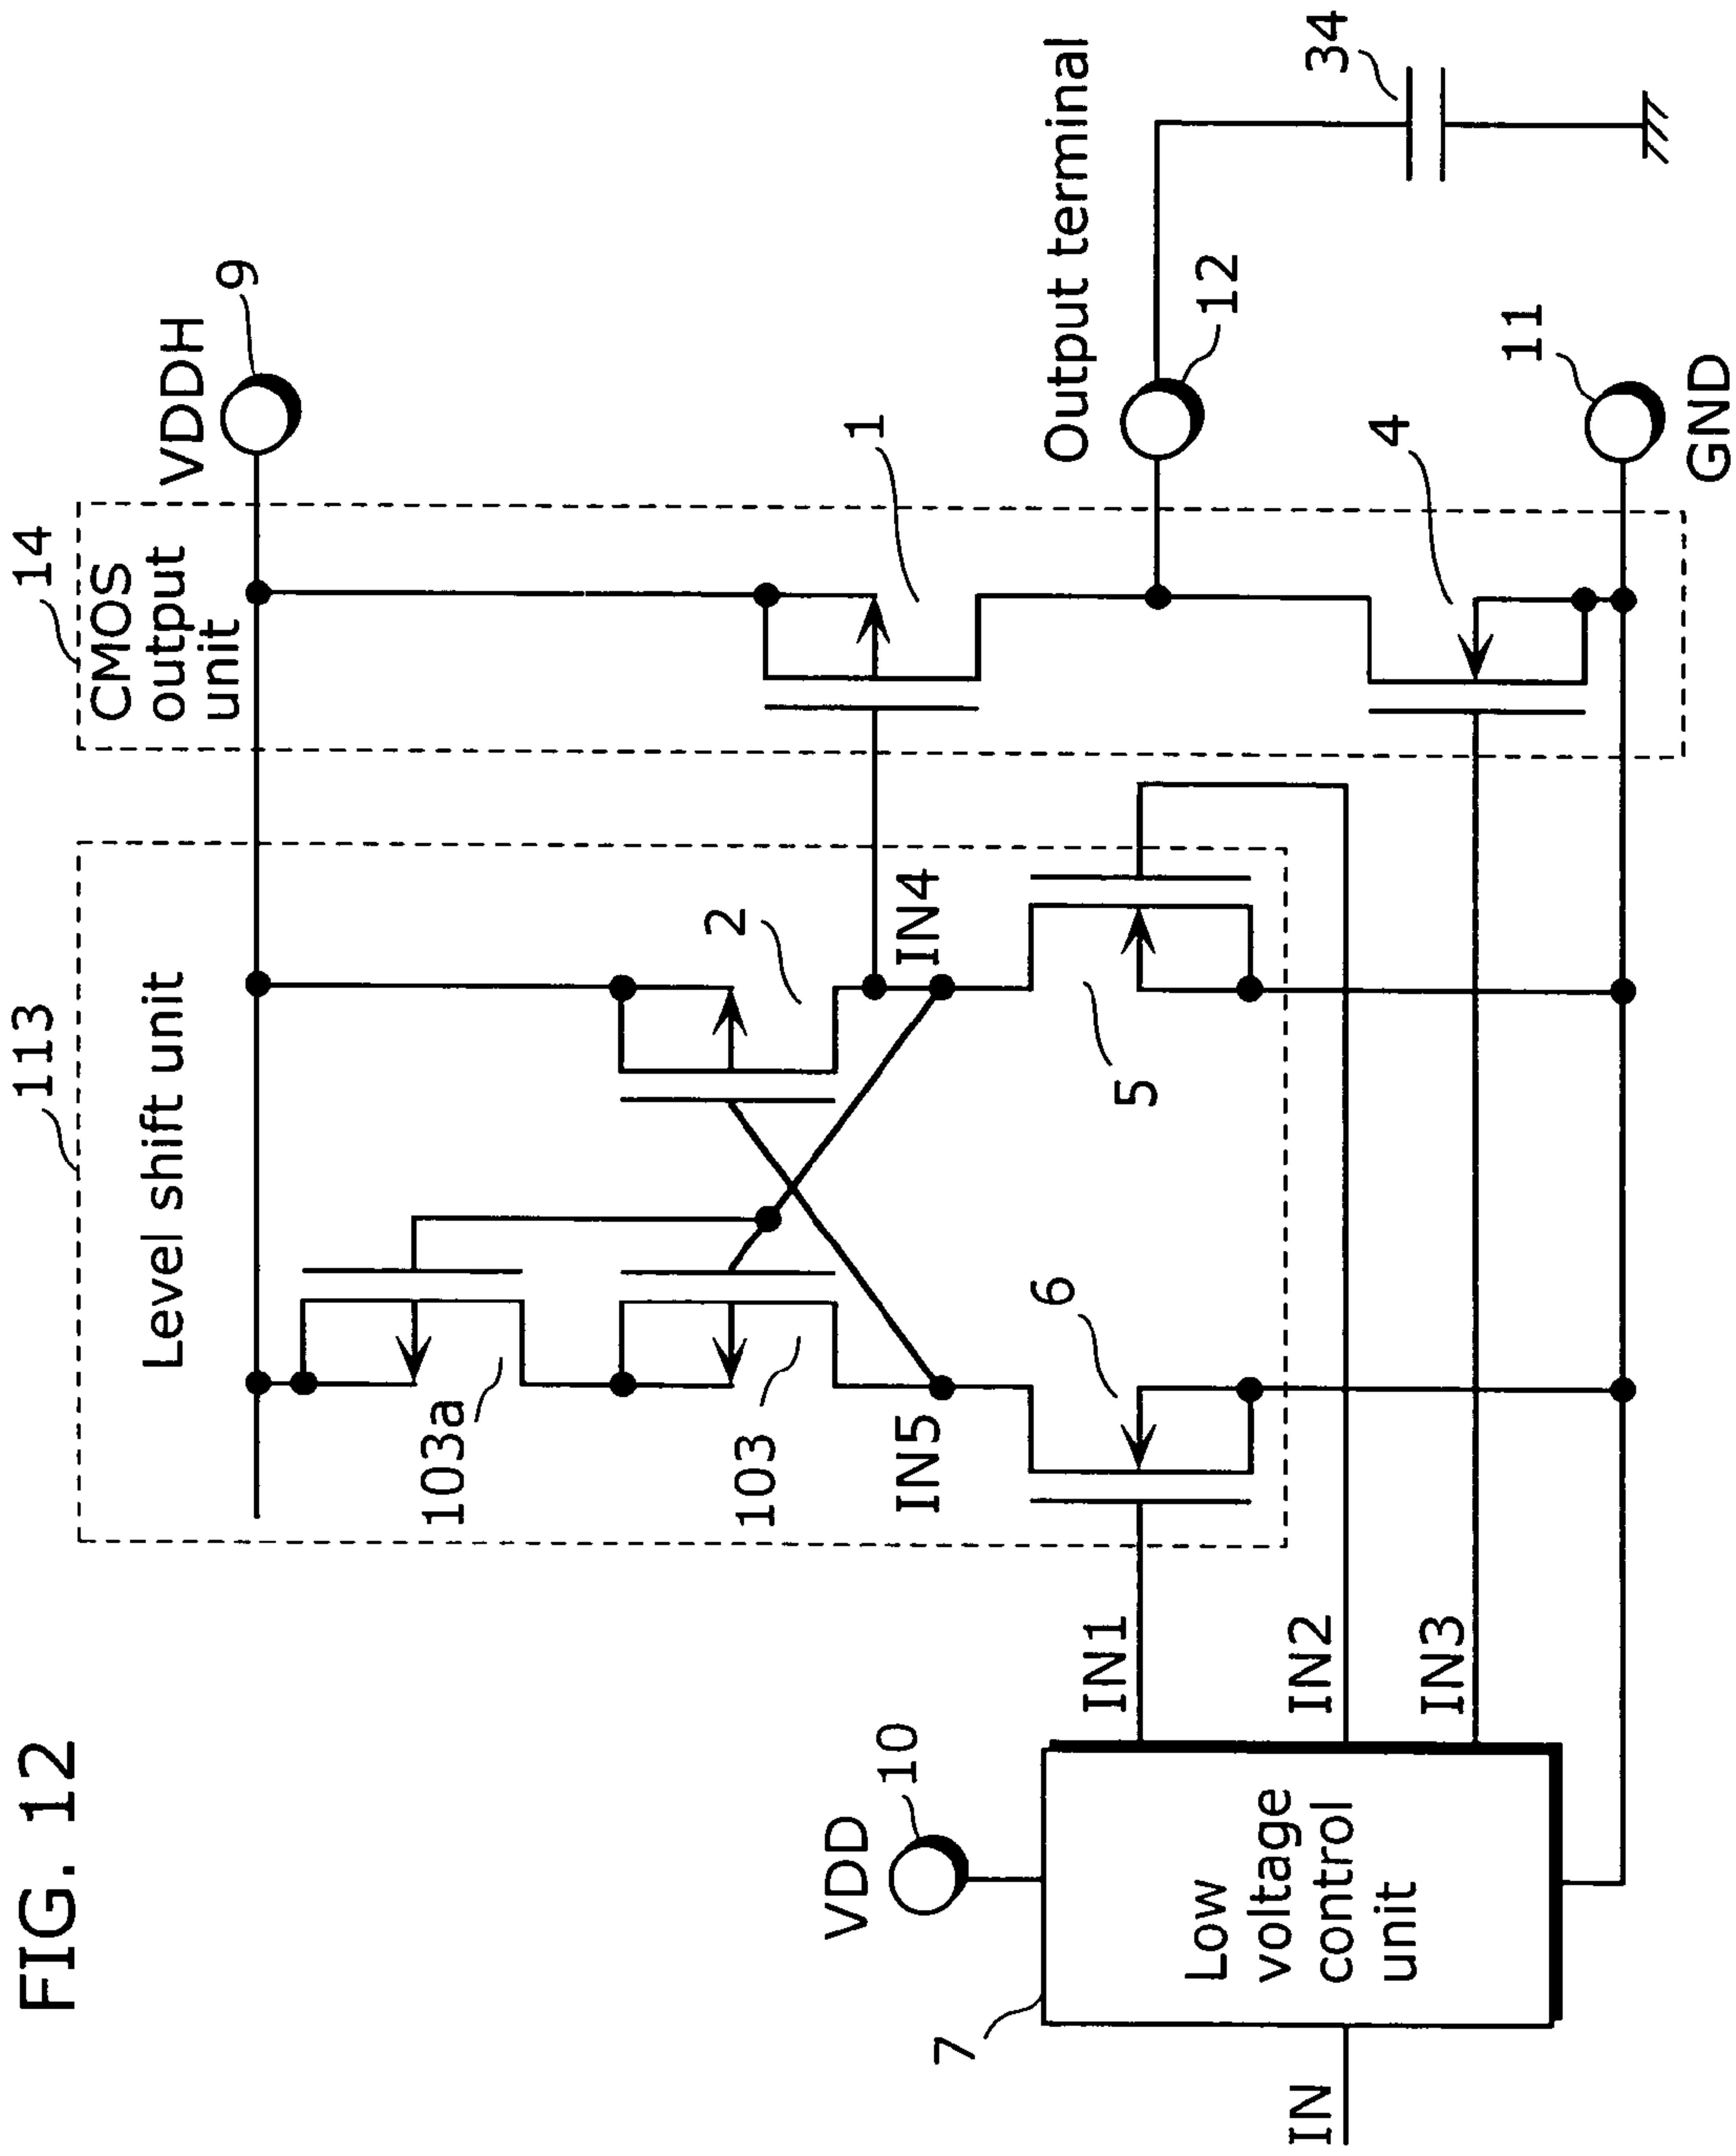 FIG. 12
113
Level shift unit
14
CMOS
output
unit
VDDH
9
103a
103
2
1
IN5
IN4
6
5
Output terminal
12
34
4
11
GND
VDD
10
7
Low
voltage
control
unit
IN
IN1
IN2
IN3